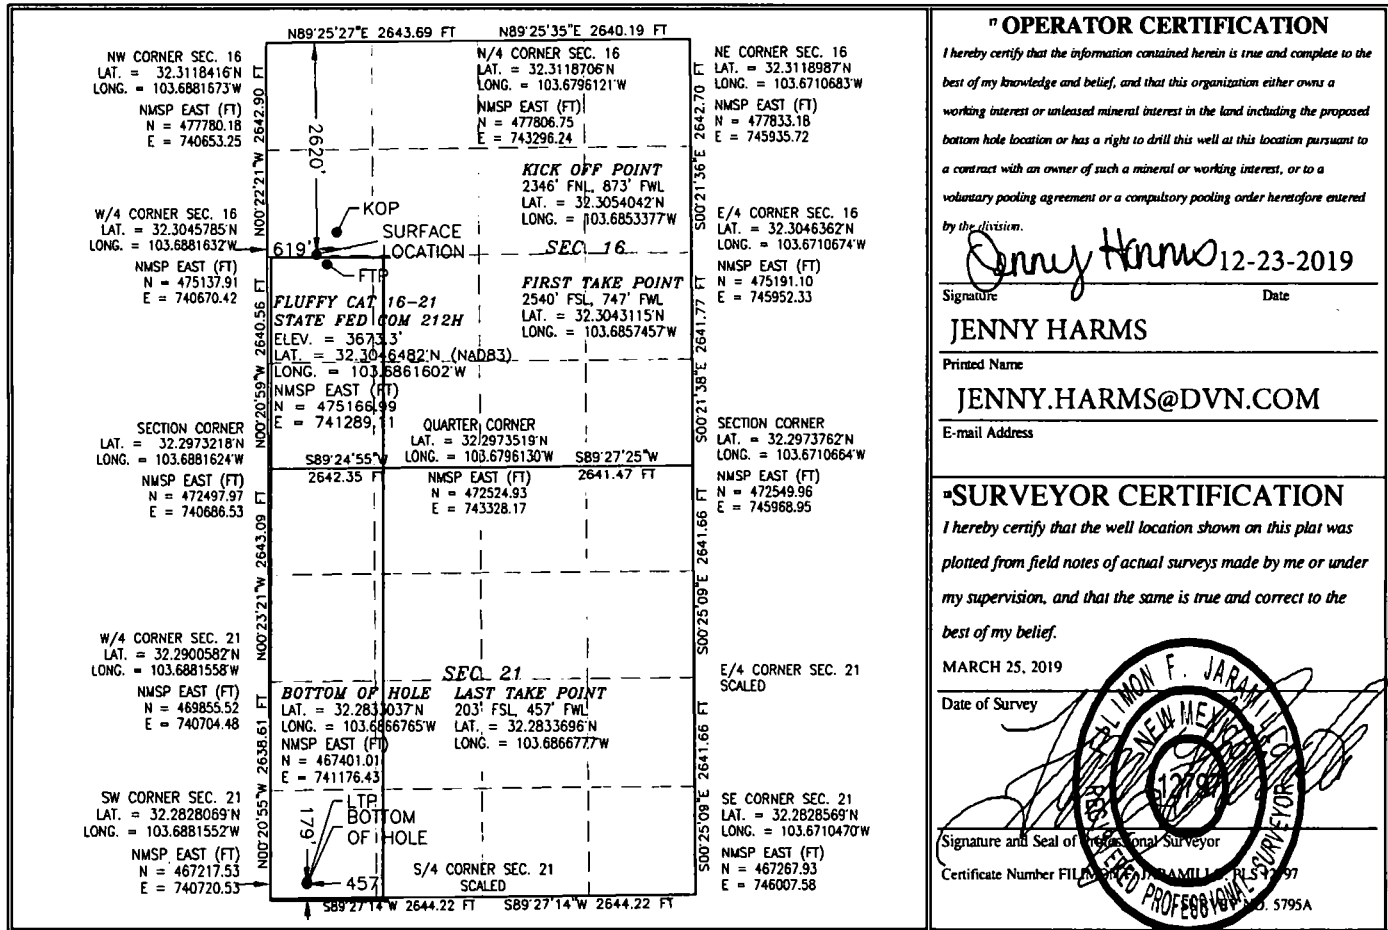 N89°25'27"E 2643.69 FT
N89°25'35"E 2640.19 FT
NW CORNER SEC. 16
LAT. = 32.3118416'N
LONG. = 103.6881673'W
NMSP EAST (FT)
N = 477780.18
E = 740653.25
N/4 CORNER SEC. 16
LAT. = 32.3118706'N
LONG. = 103.6796121'W
NMSP EAST (FT)
N = 477806.75
E = 743296.24
NE CORNER SEC. 16
LAT. = 32.3118987'N
LONG. = 103.6710683'W
NMSP EAST (FT)
N = 477833.18
E = 745935.72
N00°22'21"W 2642.90 FT
2620'
S00°21'36"E 2642.70 FT
KICK OFF POINT
2346' FNL, 873' FWL
LAT. = 32.3054042'N
LONG. = 103.6853377'W
KOP
SURFACE
LOCATION
619'
SEC. 16
FTP
W/4 CORNER SEC. 16
LAT. = 32.3045785'N
LONG. = 103.6881632'W
NMSP EAST (FT)
N = 475137.91
E = 740670.42
E/4 CORNER SEC. 16
LAT. = 32.3046362'N
LONG. = 103.6710674'W
NMSP EAST (FT)
N = 475191.10
E = 745952.33
FIRST TAKE POINT
2540' FSL, 747' FWL
LAT. = 32.3043115'N
LONG. = 103.6857457'W
FLUFFY CAT 16-21
STATE FED COM 212H
ELEV. = 3673.3'
LAT. = 32.3046482'N (NAD83)
LONG. = 103.6861602'W
NMSP EAST (FT)
N = 475166.99
E = 741289.11
N00°20'59"W 2640.56 FT
S00°21'38"E 2641.77 FT
SECTION CORNER
LAT. = 32.2973218'N
LONG. = 103.6881624'W
NMSP EAST (FT)
N = 472497.97
E = 740686.53
QUARTER CORNER
LAT. = 32.2973519'N
LONG. = 103.6796130'W
NMSP EAST (FT)
N = 472524.93
E = 743328.17
S89°24'55"W
2642.35 FT
S89°27'25"W
2641.47 FT
SECTION CORNER
LAT. = 32.2973762'N
LONG. = 103.6710664'W
NMSP EAST (FT)
N = 472549.96
E = 745968.95
N00°23'21"W 2643.09 FT
S00°25'09"E 2641.66 FT
W/4 CORNER SEC. 21
LAT. = 32.2900582'N
LONG. = 103.6881558'W
NMSP EAST (FT)
N = 469855.52
E = 740704.48
SEC. 21
E/4 CORNER SEC. 21
SCALED
BOTTOM OF HOLE
LAT. = 32.2833037'N
LONG. = 103.6866765'W
NMSP EAST (FT)
N = 467401.01
E = 741176.43
LAST TAKE POINT
203' FSL, 457' FWL
LAT. = 32.2833696'N
LONG. = 103.6866777'W
N00°20'55"W 2638.61 FT
S00°25'09"E 2641.66 FT
SW CORNER SEC. 21
LAT. = 32.2828069'N
LONG. = 103.6881552'W
NMSP EAST (FT)
N = 467217.53
E = 740720.53
179'
LTP
BOTTOM
OF HOLE
457'
S/4 CORNER SEC. 21
SCALED
SE CORNER SEC. 21
LAT. = 32.2828569'N
LONG. = 103.6710470'W
NMSP EAST (FT)
N = 467267.93
E = 746007.58
S89°27'14"W 2644.22 FT
S89°27'14"W 2644.22 FT
17 OPERATOR CERTIFICATION
I hereby certify that the information contained herein is true and complete to the
best of my knowledge and belief, and that this organization either owns a
working interest or unleased mineral interest in the land including the proposed
bottom hole location or has a right to drill this well at this location pursuant to
a contract with an owner of such a mineral or working interest, or to a
voluntary pooling agreement or a compulsory pooling order heretofore entered
by the division.
Jenny Harms 12-23-2019
Signature Date
JENNY HARMS
Printed Name
JENNY.HARMS@DVN.COM
E-mail Address
18SURVEYOR CERTIFICATION
I hereby certify that the well location shown on this plat was
plotted from field notes of actual surveys made by me or under
my supervision, and that the same is true and correct to the
best of my belief.
MARCH 25, 2019
Date of Survey
FILIMON F. JARAMILLO
NEW MEXICO
12797
REGISTERED PROFESSIONAL SURVEYOR
Signature and Seal of Professional Surveyor
Certificate Number FILIMON F. JARAMILLO, PLS 12797
NO. 5795A